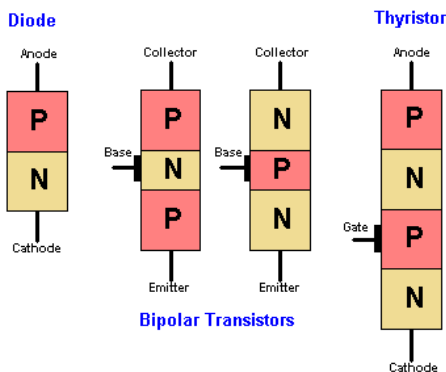 Diode
Thyristor
Anode
Collector
Collector
Anode
P
N
Cathode
Base
P
N
P
Emitter
Base
N
P
N
Emitter
Bipolar Transistors
Gate
P
N
P
N
Cathode